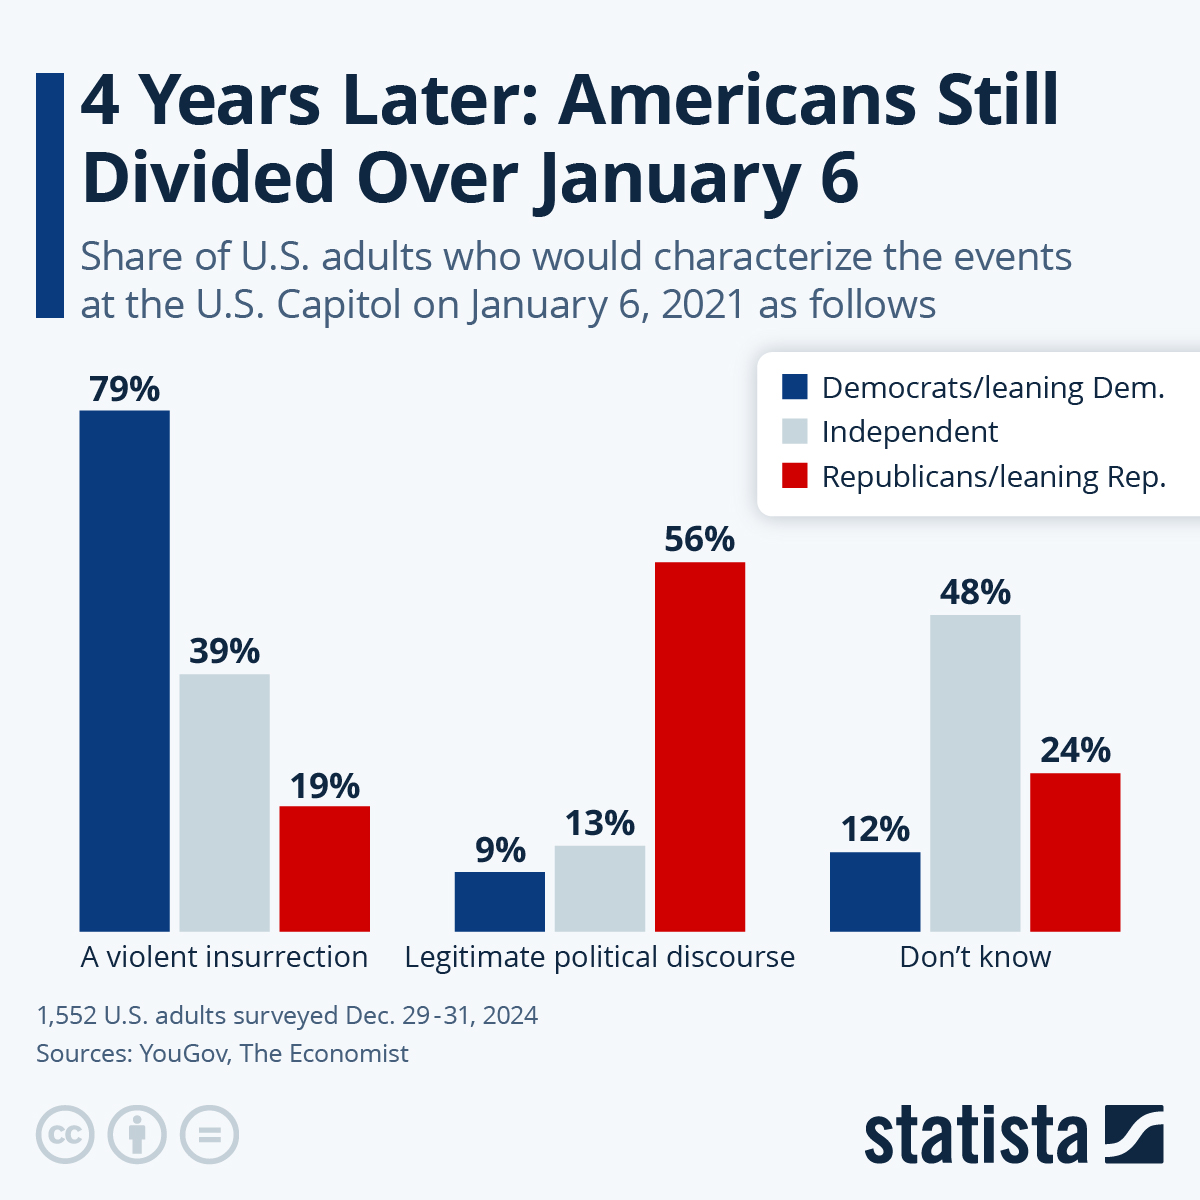 4 Years Later: Americans Still
Divided Over January 6
Share of U.S. adults who would characterize the events
at the U.S. Capitol on January 6, 2021 as follows
Democrats/leaning Dem.
Independent
Republicans/leaning Rep.
79%
39%
19%
9%
13%
56%
12%
48%
24%
A violent insurrection
Legitimate political discourse
Don’t know
1,552 U.S. adults surveyed Dec. 29-31, 2024
Sources: YouGov, The Economist
cc
statista